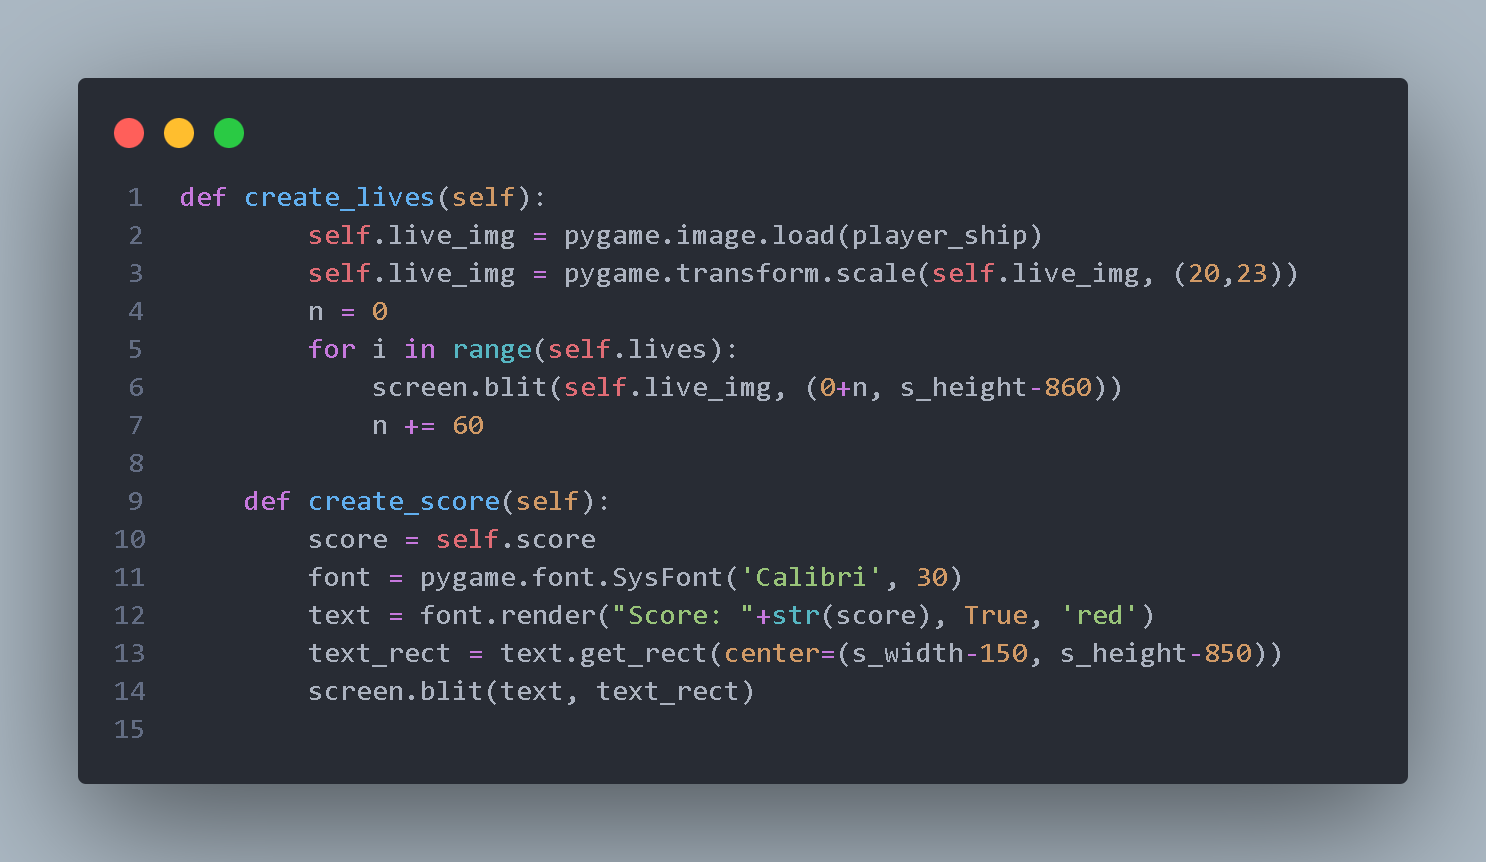 1 def create_lives(self):
2         self.live_img = pygame.image.load(player_ship)
3         self.live_img = pygame.transform.scale(self.live_img, (20,23))
4         n = 0
5         for i in range(self.lives):
6             screen.blit(self.live_img, (0+n, s_height-860))
7             n += 60
8
9     def create_score(self):
10         score = self.score
11         font = pygame.font.SysFont('Calibri', 30)
12         text = font.render("Score: "+str(score), True, 'red')
13         text_rect = text.get_rect(center=(s_width-150, s_height-850))
14         screen.blit(text, text_rect)
15